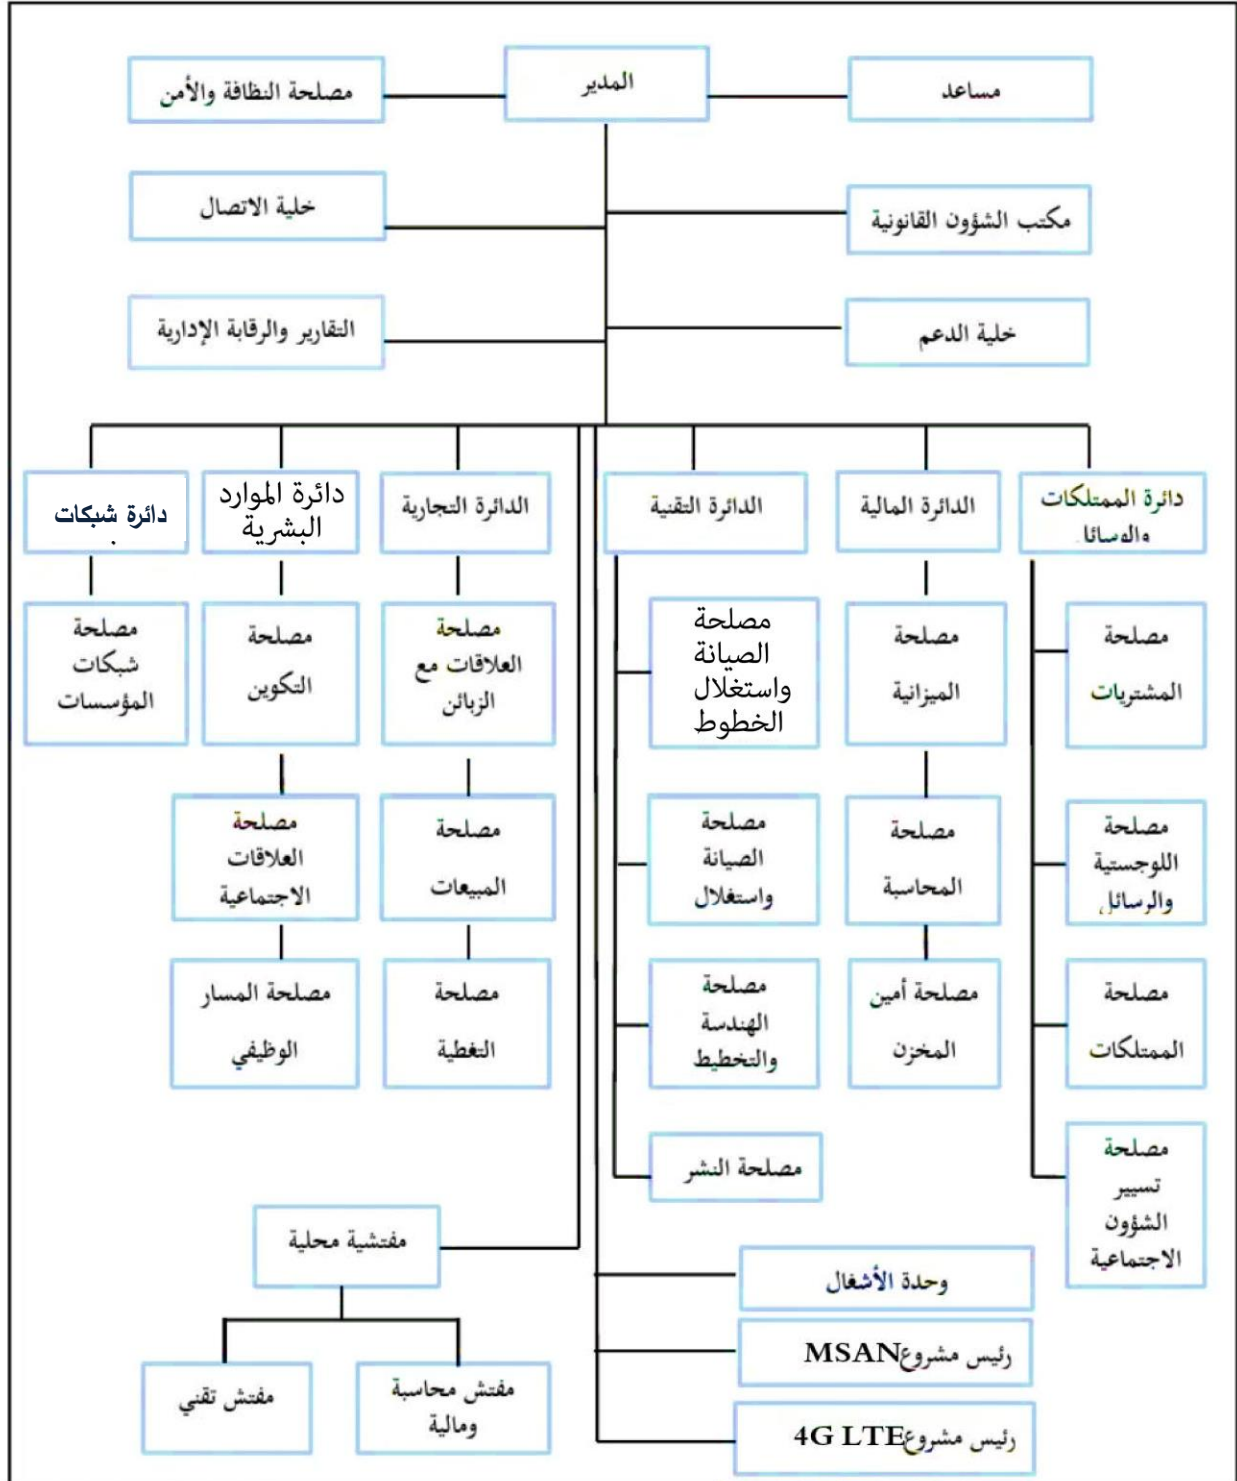 المدير
مساعد
مصلحة النظافة والأمن
مكتب الشؤون القانونية
خلية الاتصال
خلية الدعم
التقارير والرقابة الإدارية
دائرة الممتلكات
والوسائل
الدائرة المالية
الدائرة التقنية
الدائرة التجارية
دائرة الموارد
البشرية
دائرة شبكات
مصلحة
المشتريات
مصلحة
الميزانية
مصلحة
الصيانة
واستغلال
الخطوط
مصلحة
العلاقات مع
الزبائن
مصلحة
التكوين
مصلحة
شبكات
المؤسسات
مصلحة
اللوجستية
والرسائل
مصلحة
المحاسبة
مصلحة
الصيانة
واستغلال
مصلحة
المبيعات
مصلحة
العلاقات
الاجتماعية
مصلحة
الممتلكات
مصلحة أمين
المخزن
مصلحة
الهندسة
والتخطيط
مصلحة
التغطية
مصلحة المسار
الوظيفي
مصلحة
تسيير
الشؤون
الاجتماعية
مصلحة النشر
مفتشية محلية
وحدة الأشغال
رئيس مشروع MSAN
رئيس مشروع 4G LTE
مفتش محاسبة
ومالية
مفتش تقني